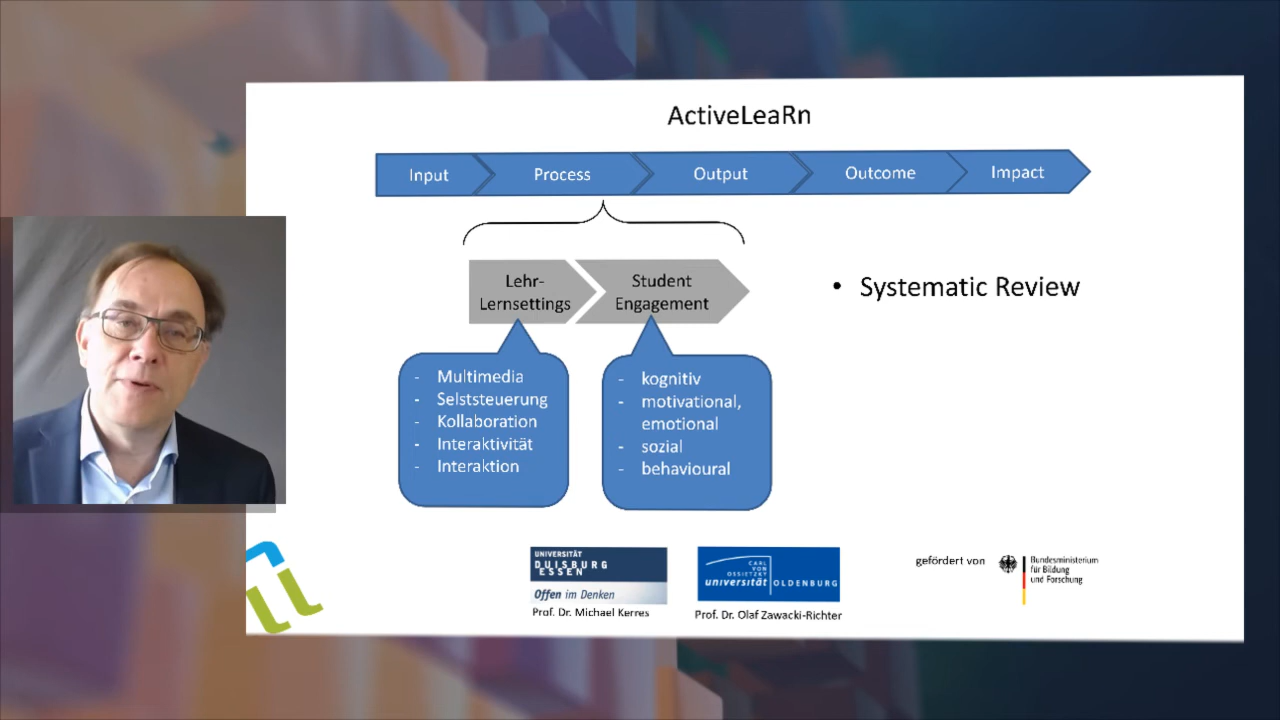 ActiveLeaRn
Input
Process
Output
Outcome
Impact
Lehr-
Lernsettings
Student
Engagement
• Systematic Review
- Multimedia
- Selststeuerung
- Kollaboration
- Interaktivität
- Interaktion
- kognitiv
- motivational,
emotional
- sozial
- behavioural
UNIVERSITÄT
DUISBURG
ESSEN
Offen im Denken
Prof. Dr. Michael Kerres
CARL
VON
OSSIETZKY
universität OLDENBURG
Prof. Dr. Olaf Zawacki-Richter
gefördert von
Bundesministerium
für Bildung
und Forschung